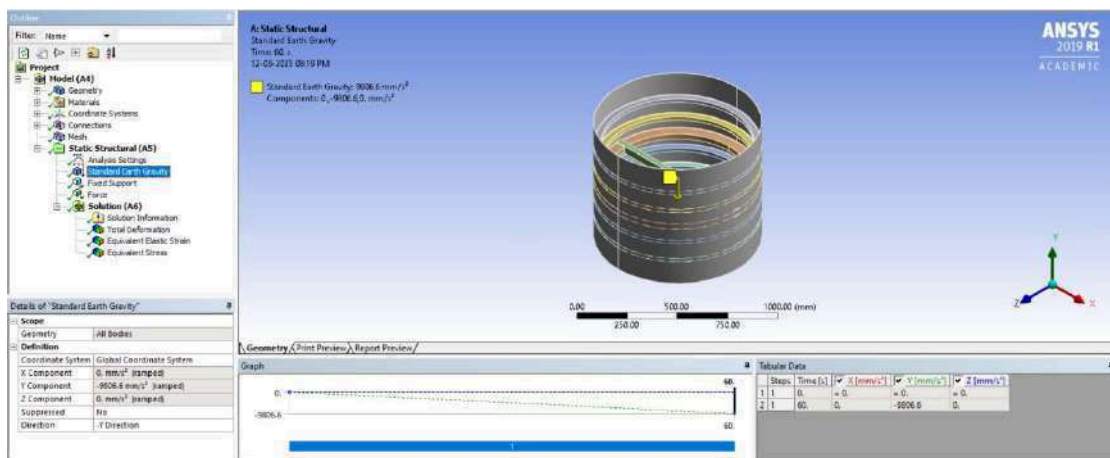 Outline
Filter: Name
Project
Model (A4)
Geometry
Materials
Coordinate Systems
Connections
Mesh
Static Structural (A5)
Analysis Settings
Standard Earth Gravity
Fixed Support
Force
Solution (A6)
Solution Information
Total Deformation
Equivalent Elastic Strain
Equivalent Stress
Details of "Standard Earth Gravity"
Scope
Geometry All Bodies
Definition
Coordinate System Global Coordinate System
X Component 0. mm/s² (ramped)
Y Component -9806.6 mm/s² (ramped)
Z Component 0. mm/s² (ramped)
Suppressed No
Direction -Y Direction
A: Static Structural
Standard Earth Gravity
Time: 60. s
Standard Earth Gravity: 9806.6 mm/s²
Components: 0.,-9806.6,0. mm/s²
ANSYS
2019 R1
ACADEMIC
Y
Z
X
0.00 500.00 1000.00 (mm)
250.00 750.00
Geometry Print Preview Report Preview
Graph
60.
0.
-9806.6
60.
1
Tabular Data
Steps Time [s] X [mm/s²] Y [mm/s²] Z [mm/s²]
1 1 0. = 0. = 0. = 0.
2 1 60. 0. -9806.6 0.